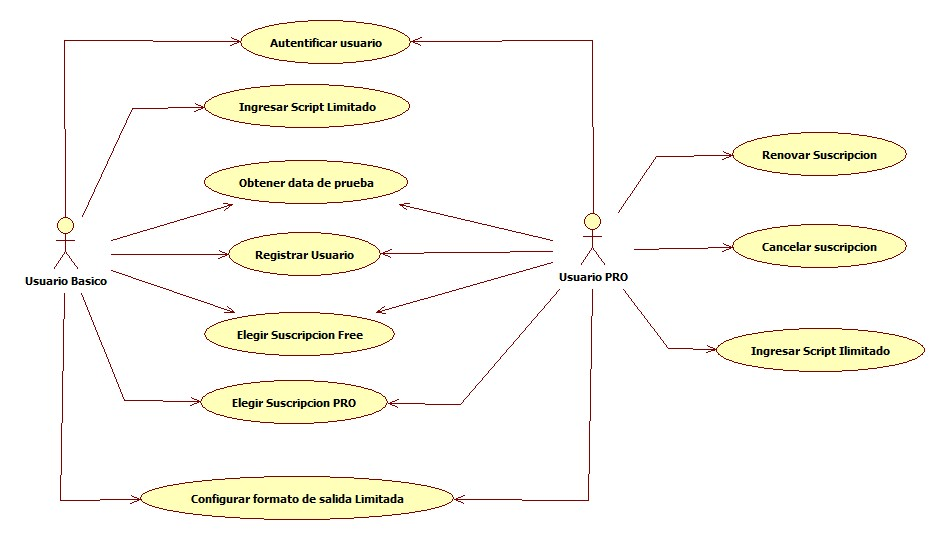 Autentificar usuario
Ingresar Script Limitado
Renovar Suscripcion
Obtener data de prueba
Cancelar suscripcion
Registrar Usuario
Usuario Basico
Usuario PRO
Elegir Suscripcion Free
Ingresar Script Ilimitado
Elegir Suscripcion PRO
Configurar formato de salida Limitada